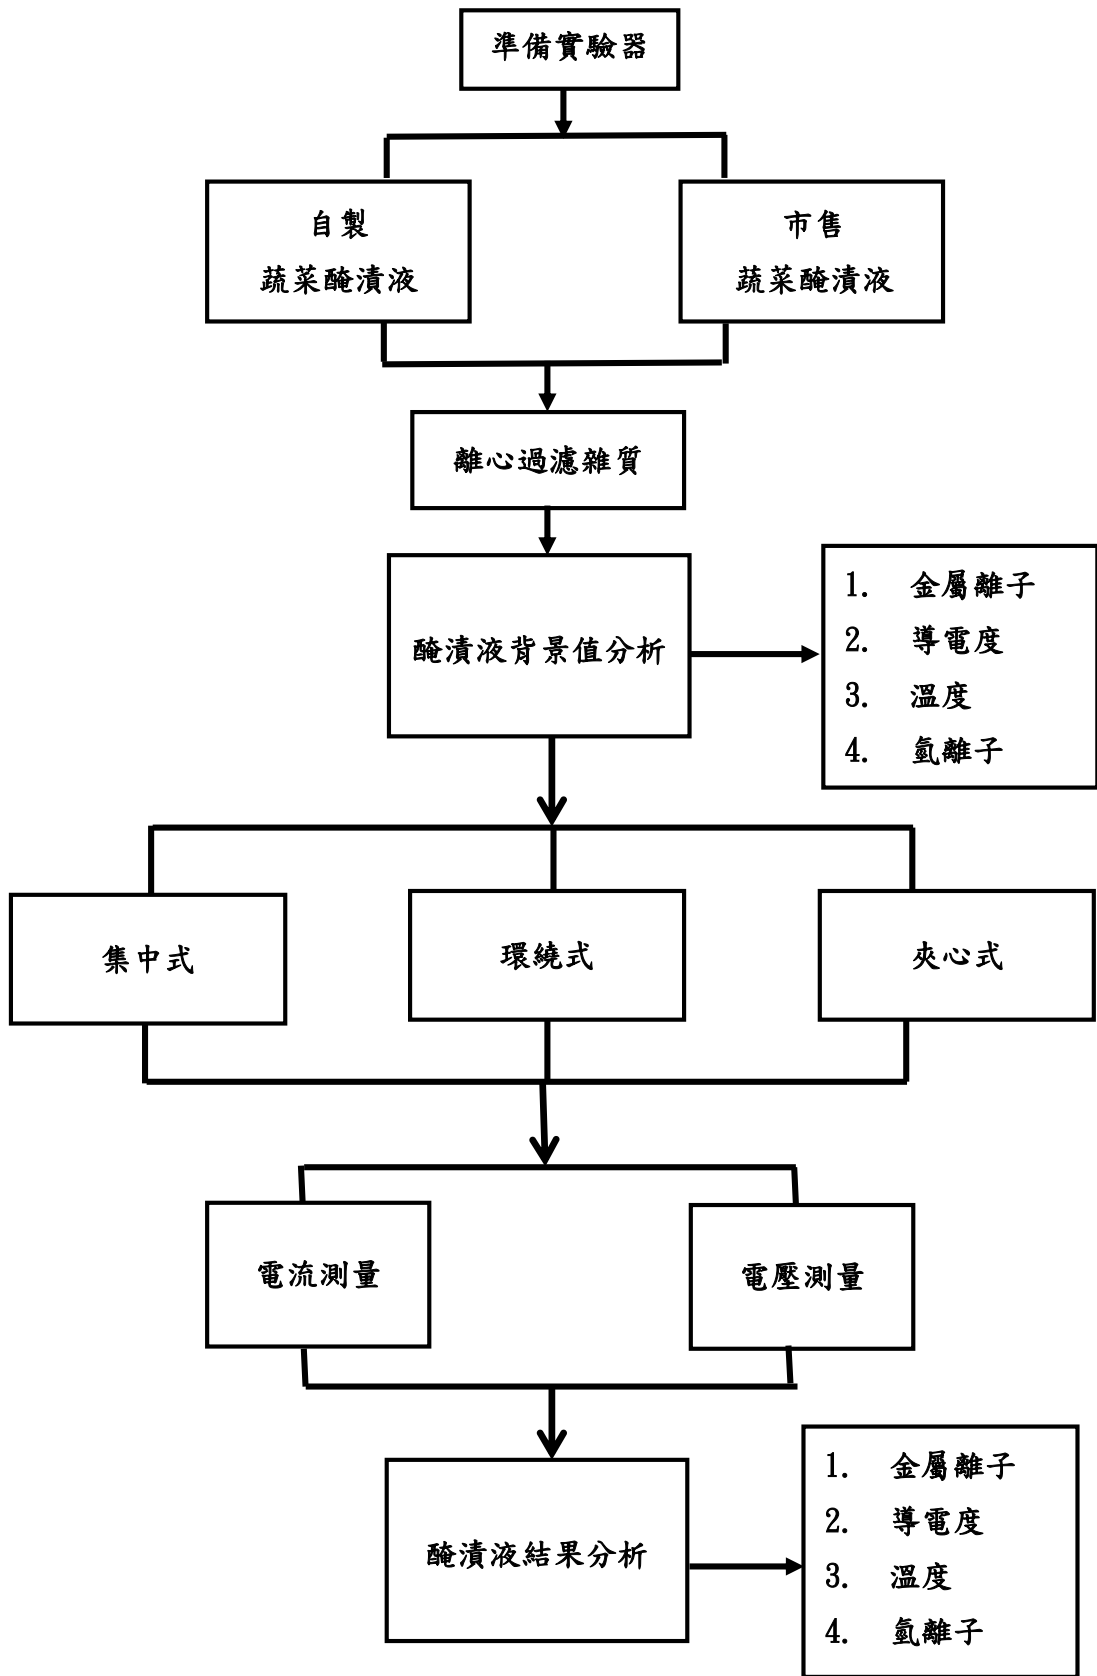 準備實驗器
自製
蔬菜醃漬液
市售
蔬菜醃漬液
離心過濾雜質
醃漬液背景值分析
1. 金屬離子
2. 導電度
3. 溫度
4. 氫離子
集中式
環繞式
夾心式
電流測量
電壓測量
醃漬液結果分析
1. 金屬離子
2. 導電度
3. 溫度
4. 氫離子